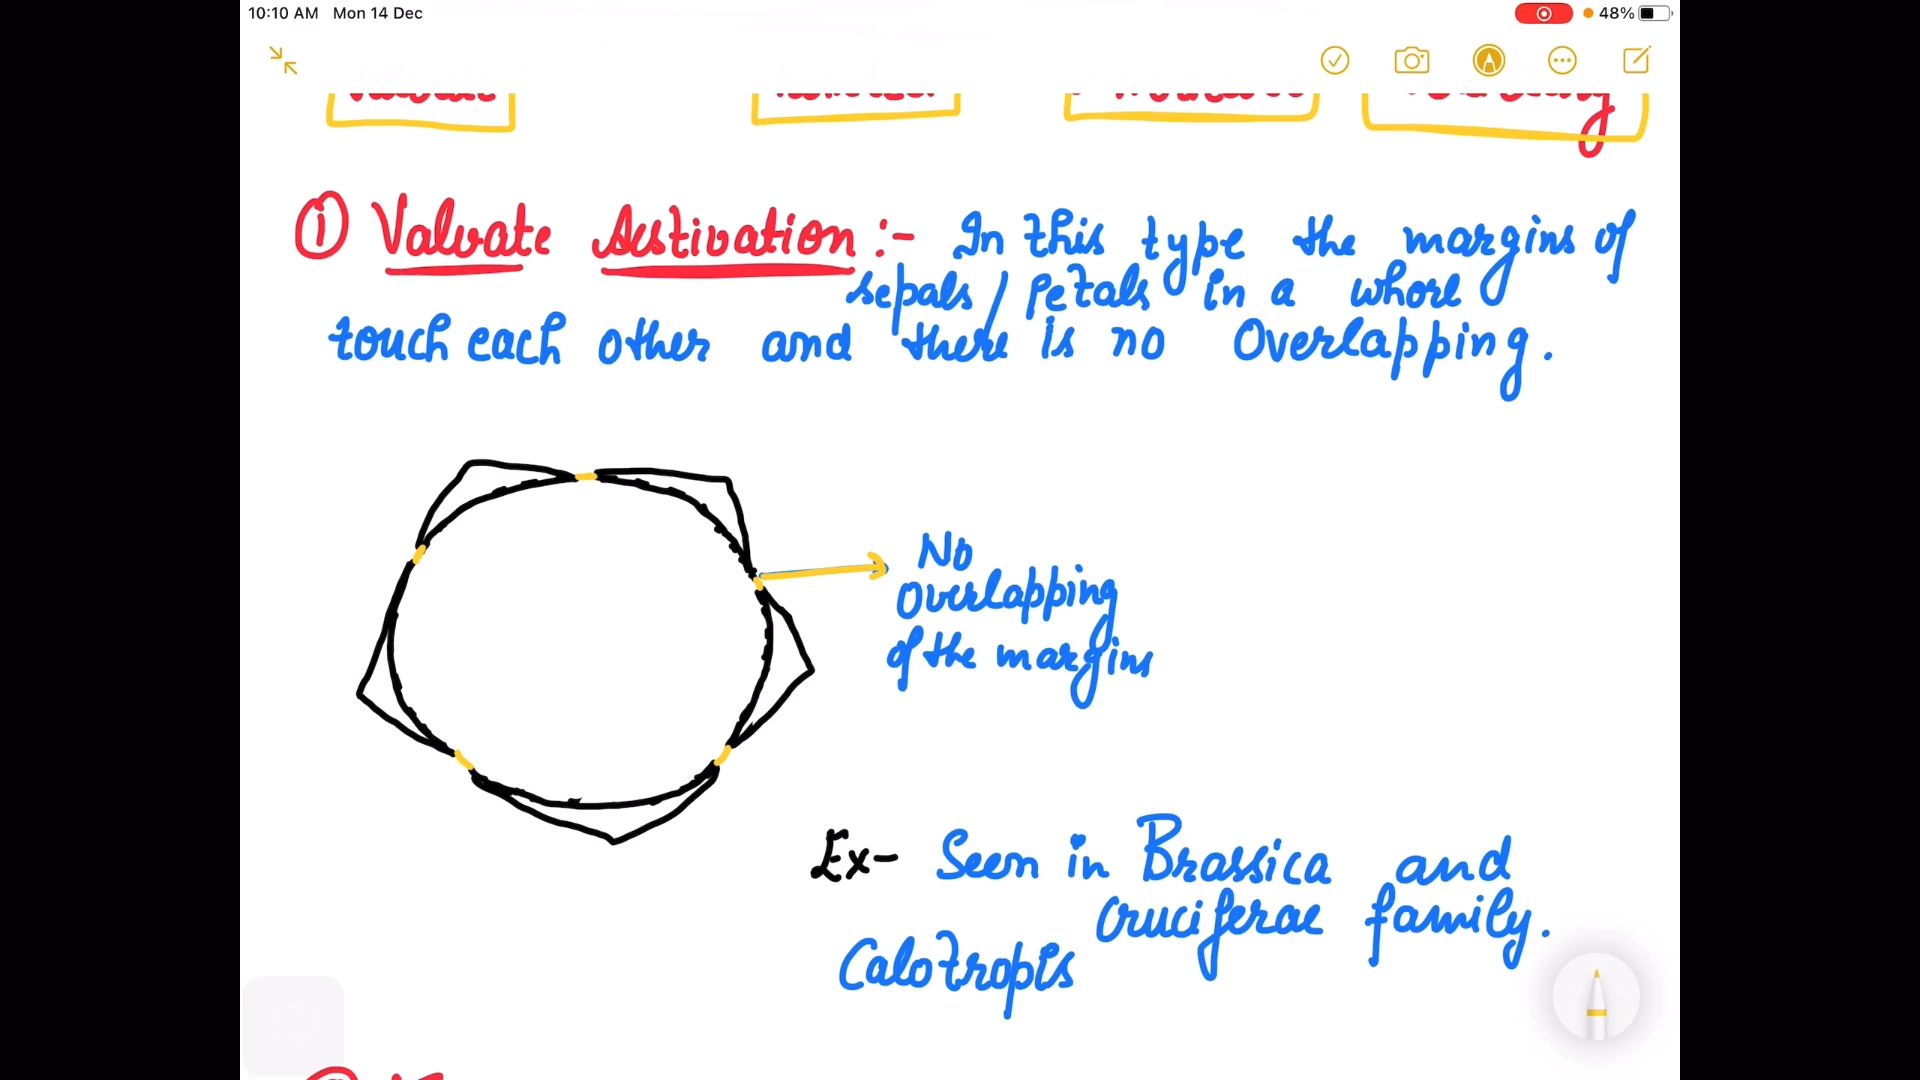 10:10 AM Mon 14 Dec
48%
① Valvate Aestivation :- In this type the margins of
sepals / Petals in a whorl
touch each other and there is no Overlapping.
No
Overlapping
of the margins
Ex- Seen in Brassica and
Cruciferae family.
Calotropis